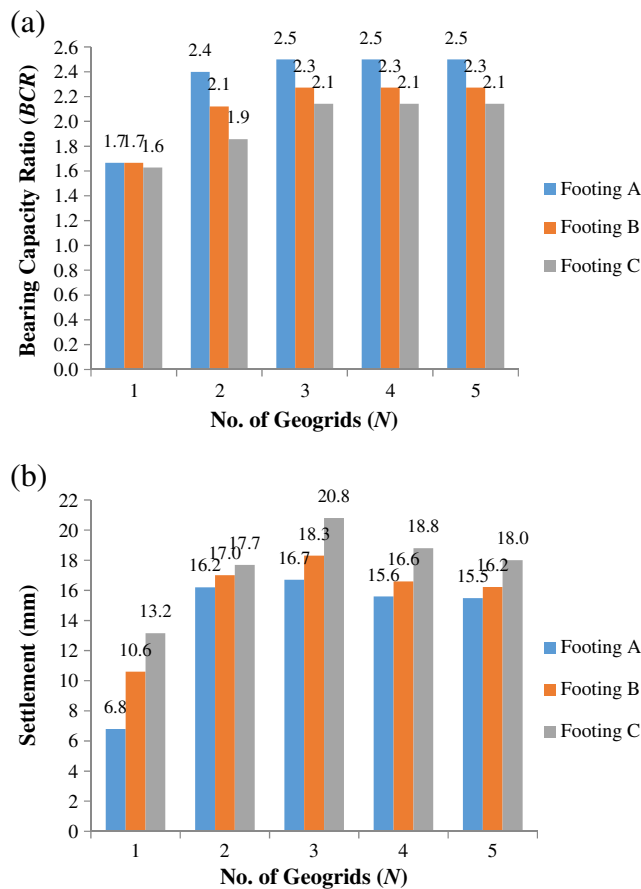 (a)
Bearing Capacity Ratio (BCR)
2.6
2.4
2.2
2.0
1.8
1.6
1.4
1.2
1.0
0.8
0.6
0.4
0.2
0.0
1.7 1.7 1.6
2.4 2.1 1.9
2.5 2.3 2.1
2.5 2.3 2.1
2.5 2.3 2.1
1 2 3 4 5
No. of Geogrids (N)
Footing A
Footing B
Footing C
(b)
Settlement (mm)
22
20
18
16
14
12
10
8
6
4
2
0
6.8 10.6 13.2
16.2 17.0 17.7
16.7 18.3 20.8
15.6 16.6 18.8
15.5 16.2 18.0
1 2 3 4 5
No. of Geogrids (N)
Footing A
Footing B
Footing C